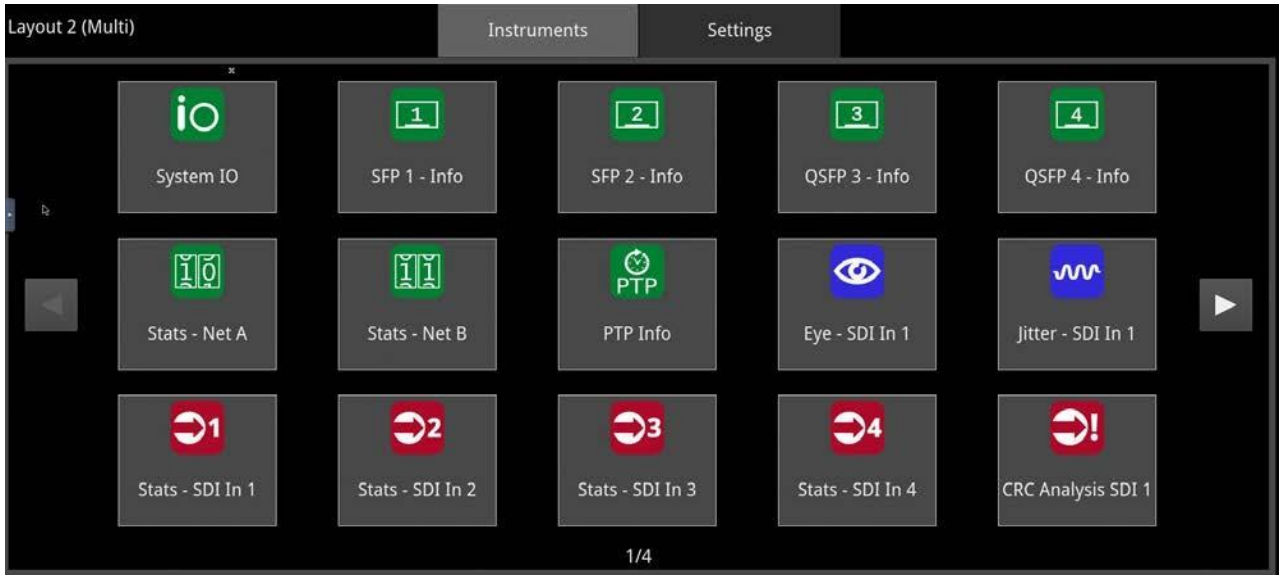 Layout 2 (Multi)
Instruments
Settings
io
1
2
3
4
System IO
SFP 1 - Info
SFP 2 - Info
QSFP 3 - Info
QSFP 4 - Info
10
11
PTP
Stats - Net A
Stats - Net B
PTP Info
Eye - SDI In 1
Jitter - SDI In 1
1
2
3
4
!
Stats - SDI In 1
Stats - SDI In 2
Stats - SDI In 3
Stats - SDI In 4
CRC Analysis SDI 1
1/4